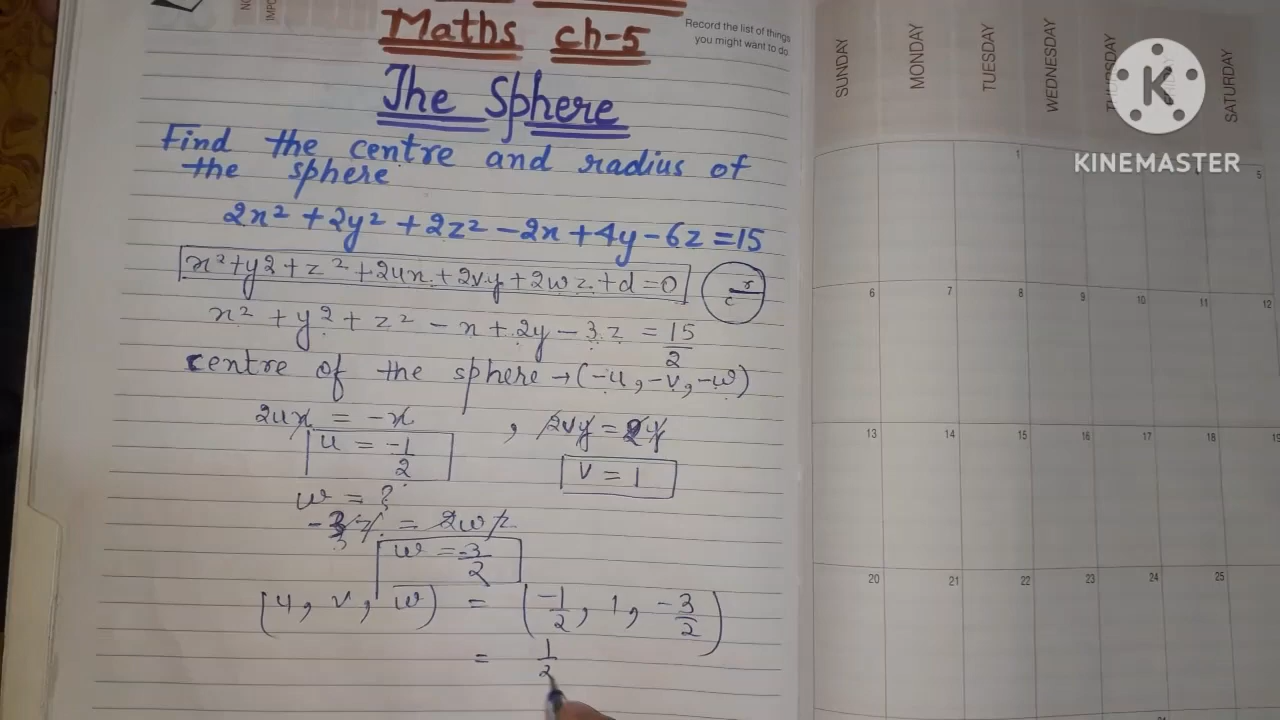 Maths ch-5
Record the list of things
you might want to do
The Sphere
Find the centre and radius of
the sphere
2x² + 2y² + 2z² - 2x + 4y - 6z = 15
x² + y2 + z² + 2ux + 2vy + 2wz + d = 0
c r
x² + y² + z² - x + 2y - 3z = 15/2
centre of the sphere → (-u, -v, -w)
2ux = -x , 2vy = 2y
u = -1/2 v = 1
w = ?
-3z = 2wz
w = -3/2
(u, v, w) = (-1/2, 1, -3/2)
= 1/2
SUNDAY MONDAY TUESDAY WEDNESDAY THURSDAY SATURDAY
K
KINEMASTER
1 4 5
6 7 8 9 10 11 12
13 14 15 16 17 18 19
20 21 22 23 24 25